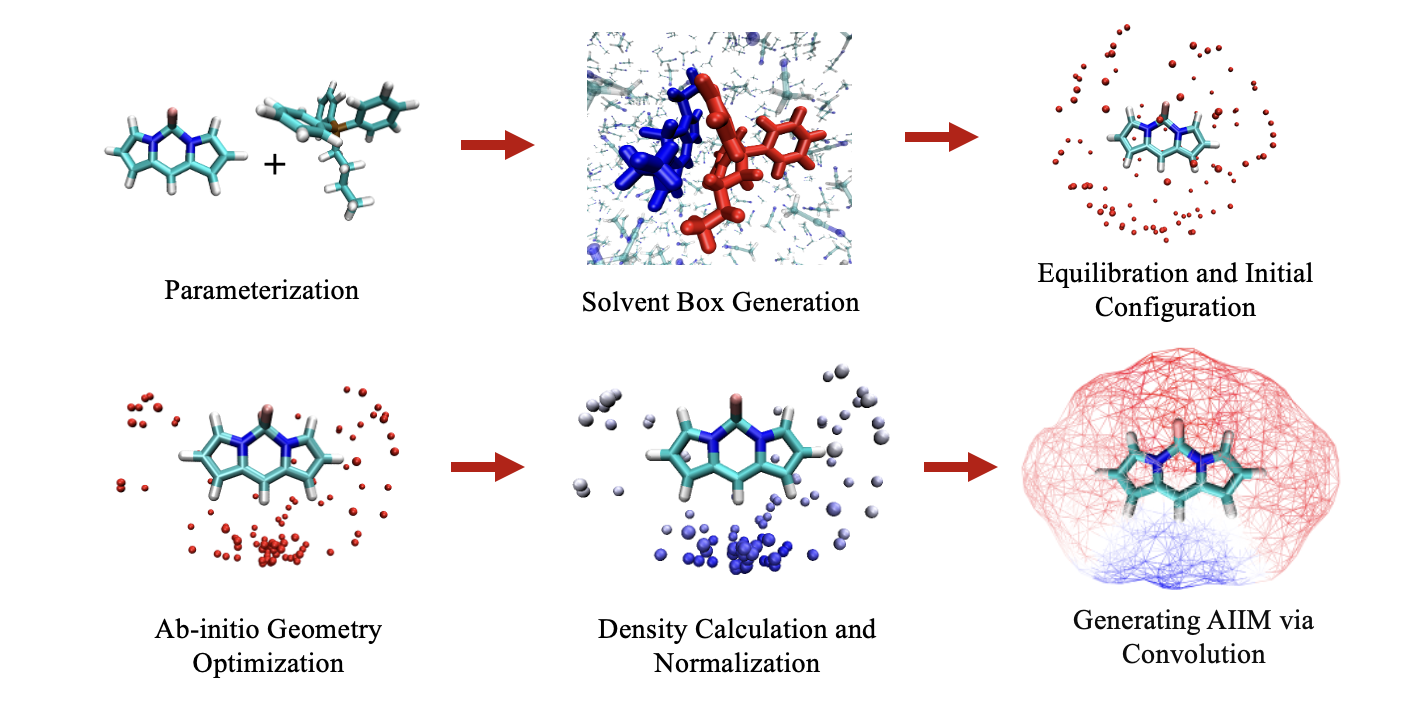 +
Parameterization
Solvent Box Generation
Equilibration and Initial
Configuration
Ab-initio Geometry
Optimization
Density Calculation and
Normalization
Generating AIIM via
Convolution